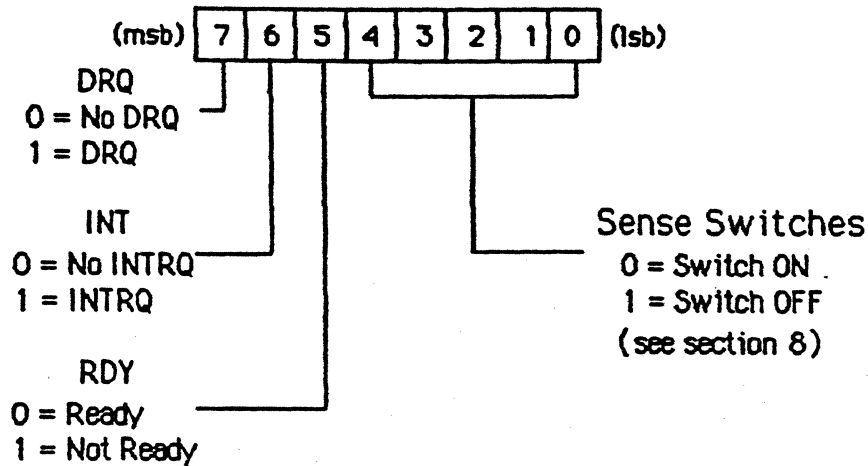 (msb) 7 6 5 4 3 2 1 0 (lsb)
DRQ
0 = No DRQ
1 = DRQ
INT
0 = No INTRQ
1 = INTRQ
Sense Switches
0 = Switch ON
1 = Switch OFF
(see section 8)
RDY
0 = Ready
1 = Not Ready